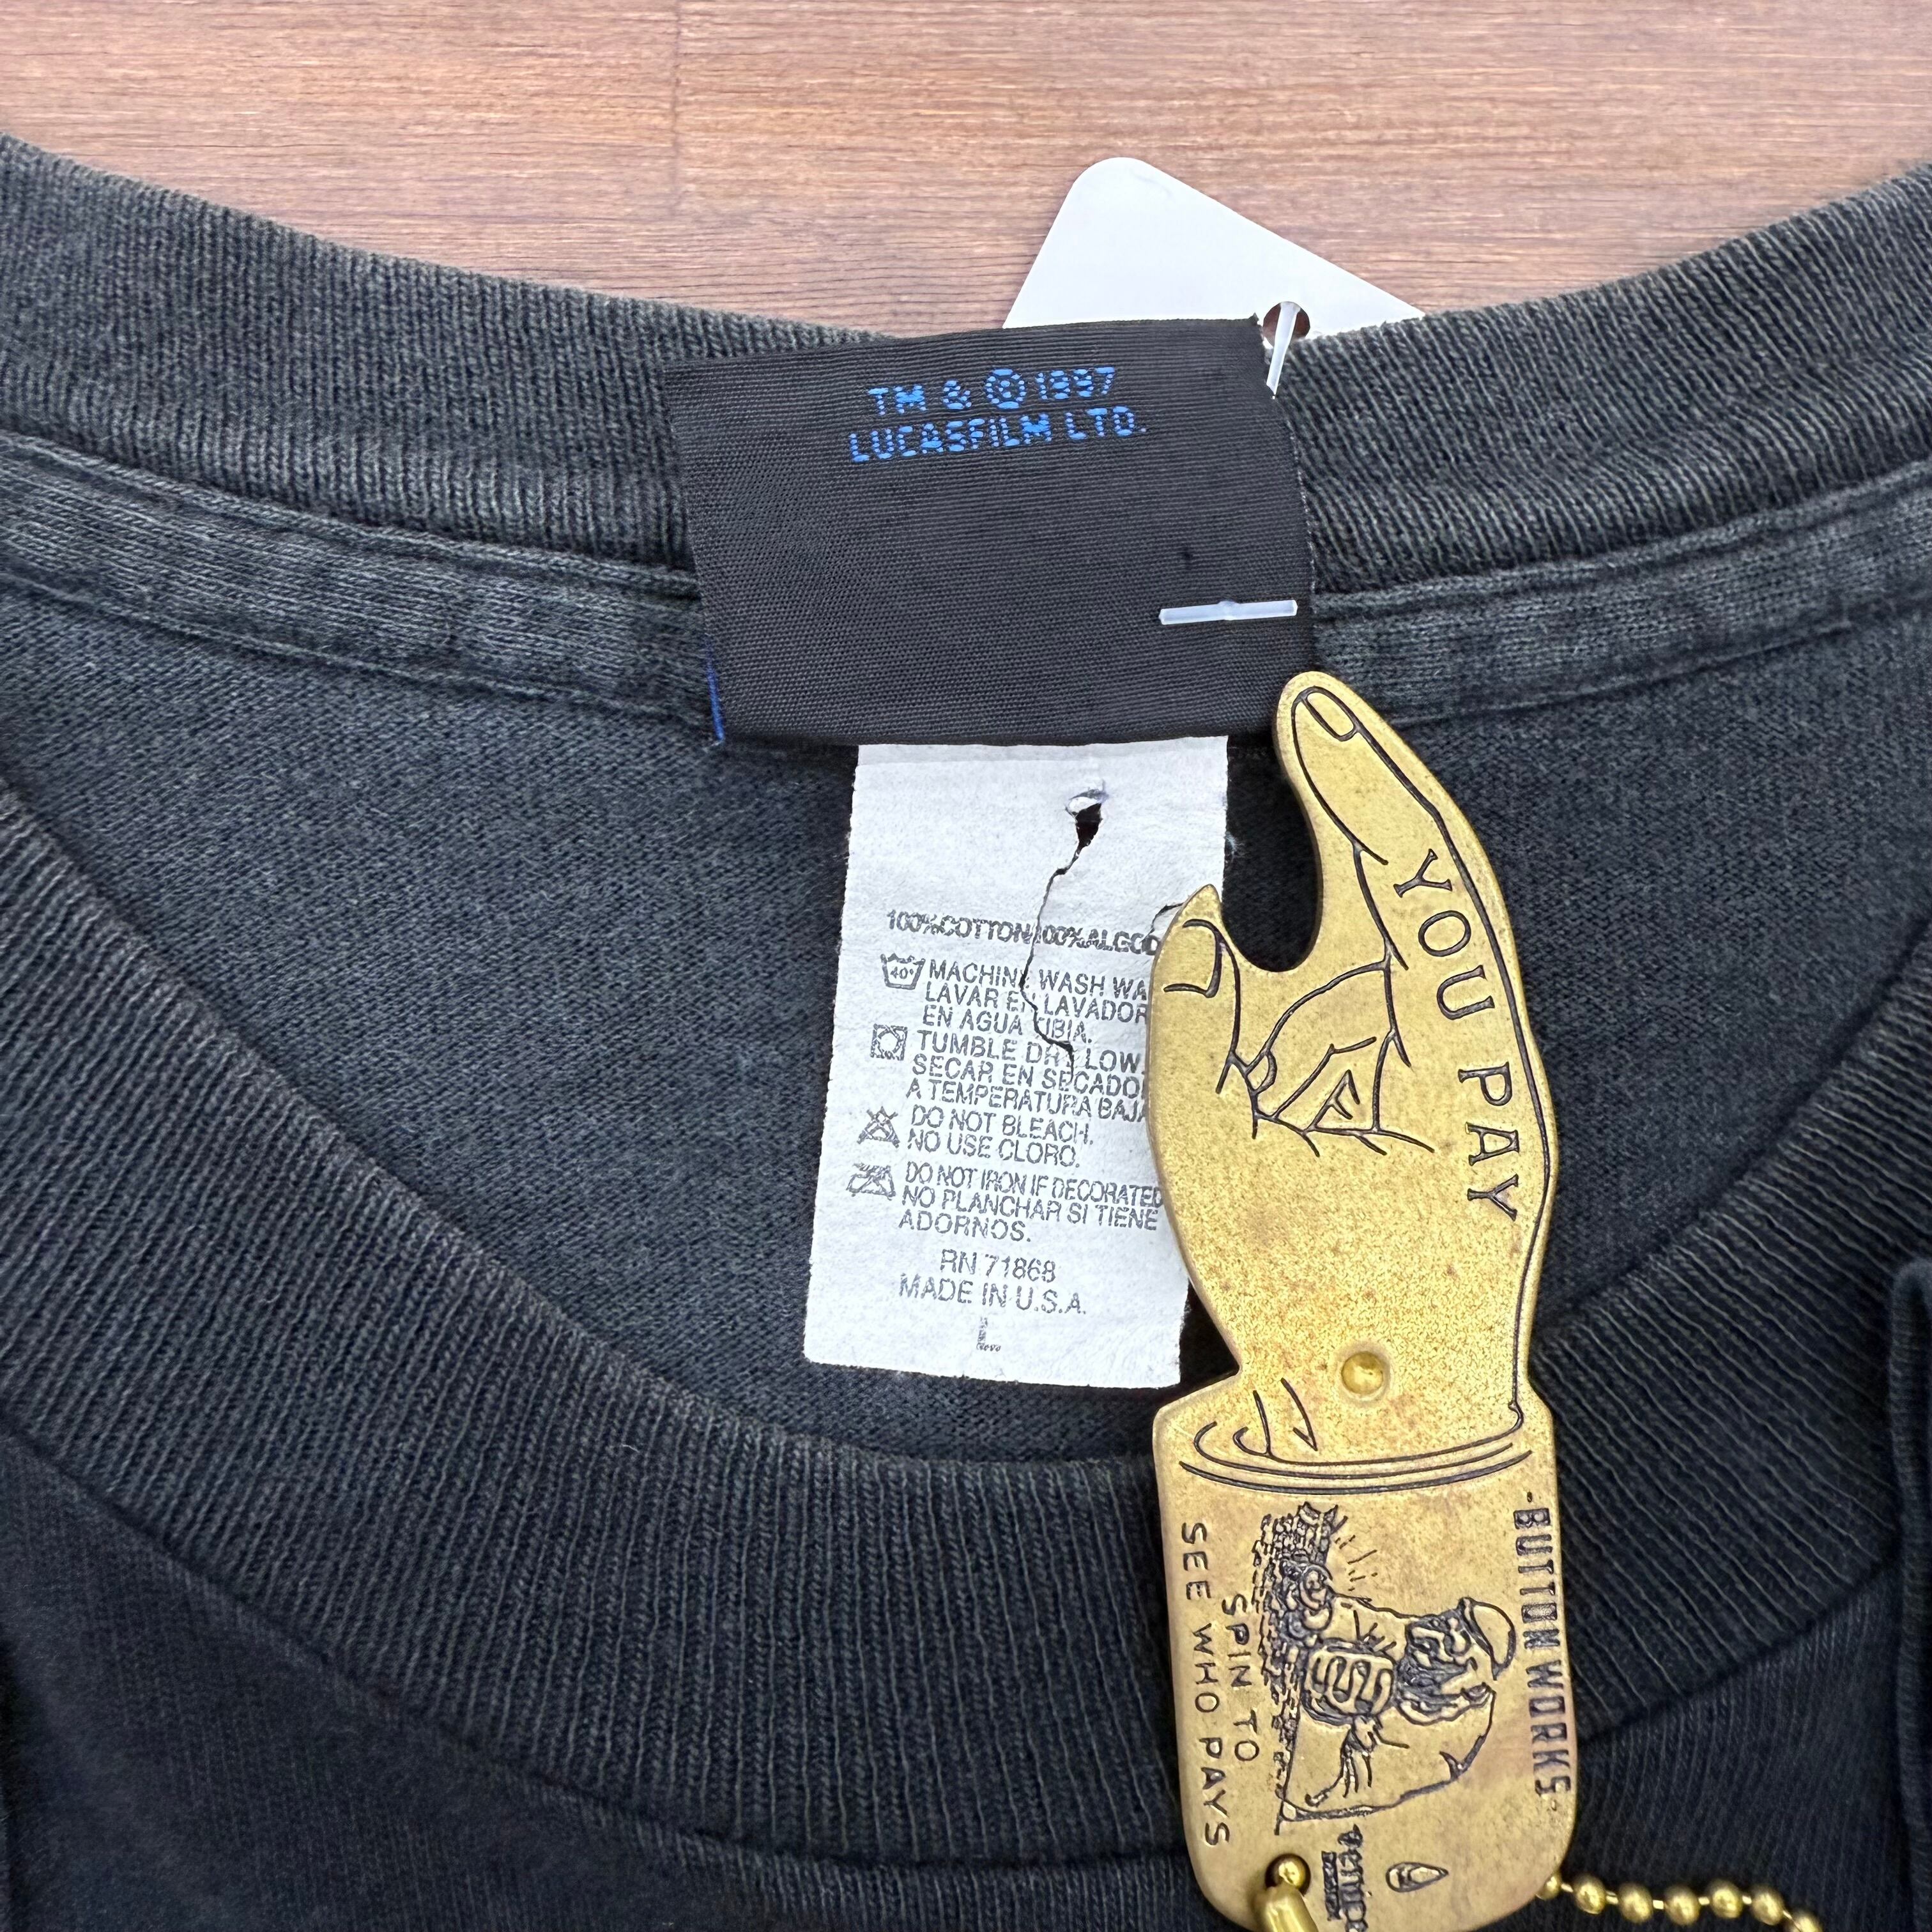 TM & © 1997
LUCASFILM LTD.
100% COTTON 100% ALGOD
40°
MACHINE WASH WA
LAVAR EN LAVADOR
EN AGUA TIBIA.
TUMBLE DRY LOW.
SECAR EN SECADO
A TEMPERATURA BAJA
DO NOT BLEACH.
NO USE CLORO.
DO NOT IRON IF DECORATED
NO PLANCHAR SI TIENE
ADORNOS.
RN 71868
MADE IN U.S.A.
L
YOU PAY
·BUTTON WORKS·
SPIN TO
SEE WHO PAYS